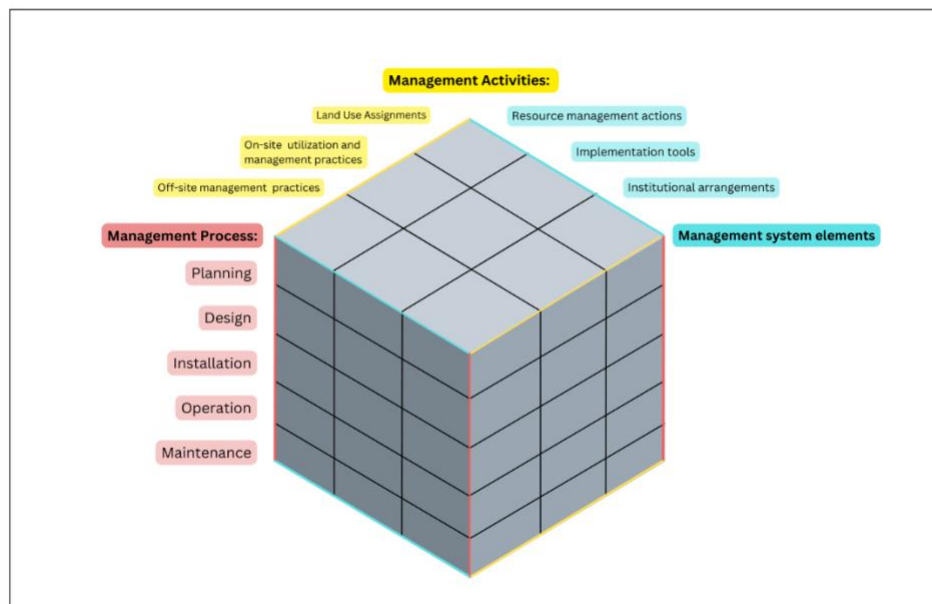 Management Activities:
Land Use Assignments
Resource management actions
On-site utilization and
management practices
Implementation tools
Off-site management practices
Institutional arrangements
Management Process:
Management system elements
Planning
Design
Installation
Operation
Maintenance